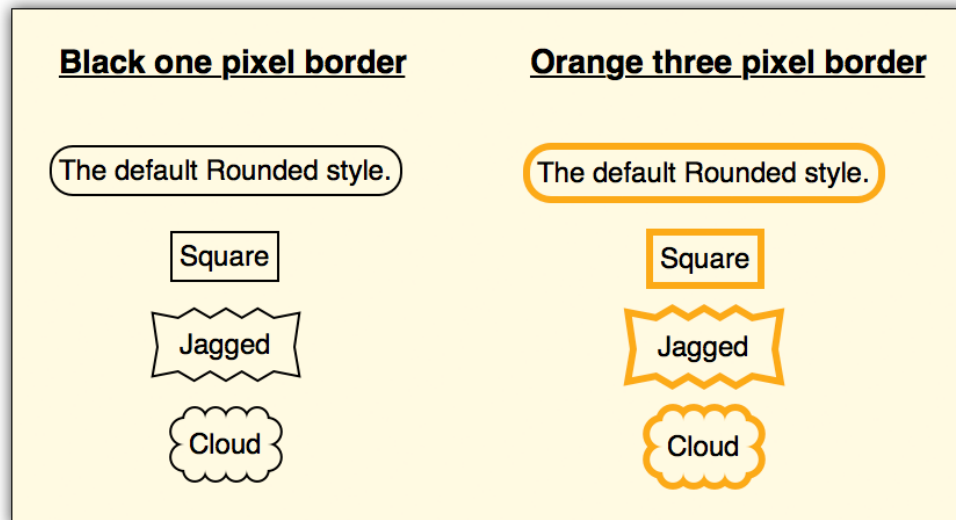 Black one pixel border
Orange three pixel border
The default Rounded style.
The default Rounded style.
Square
Square
Jagged
Jagged
Cloud
Cloud